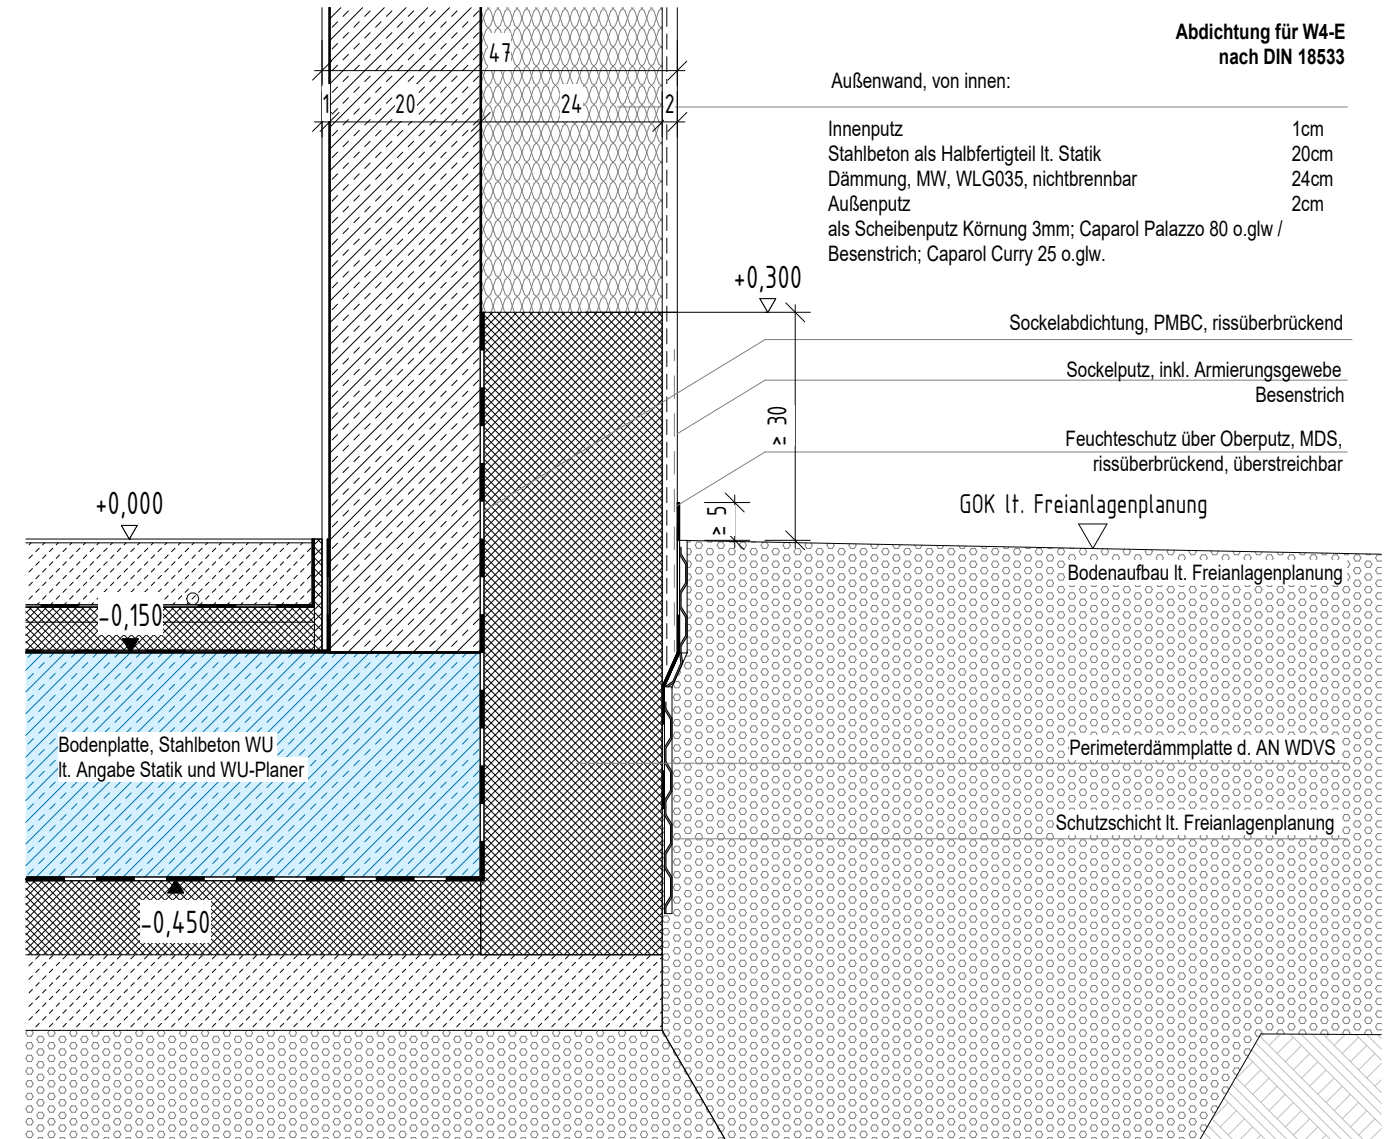 Abdichtung für W4-E
nach DIN 18533
47
Außenwand, von innen:
1 20 24 2
Innenputz 1cm
Stahlbeton als Halbfertigteil lt. Statik 20cm
Dämmung, MW, WLG035, nichtbrennbar 24cm
Außenputz 2cm
als Scheibenputz Körnung 3mm; Caparol Palazzo 80 o.glw /
Besenstrich; Caparol Curry 25 o.glw.
+0,300
Sockelabdichtung, PMBC, rissüberbrückend
Sockelputz, inkl. Armierungsgewebe
Besenstrich
≥ 30
Feuchteschutz über Oberputz, MDS,
rissüberbrückend, überstreichbar
+0,000
≥ 5
GOK lt. Freianlagenplanung
Bodenaufbau lt. Freianlagenplanung
-0,150
Bodenplatte, Stahlbeton WU
lt. Angabe Statik und WU-Planer
Perimeterdämmplatte d. AN WDVS
Schutzschicht lt. Freianlagenplanung
-0,450